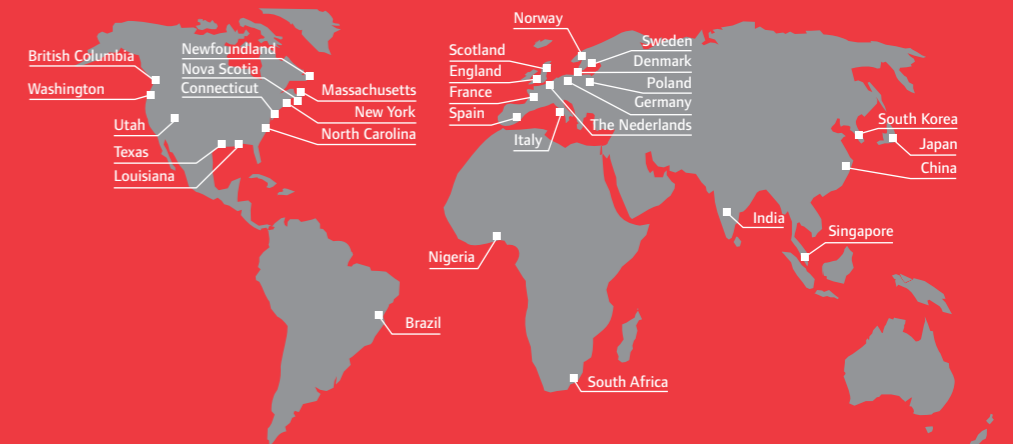 Norway
British Columbia
Newfoundland
Scotland
Sweden
Nova Scotia
England
Denmark
Washington
Connecticut
Massachusetts
France
Poland
New York
Germany
Utah
Spain
The Nederlands
South Korea
North Carolina
Texas
Italy
Japan
Louisiana
China
India
Singapore
Nigeria
Brazil
South Africa